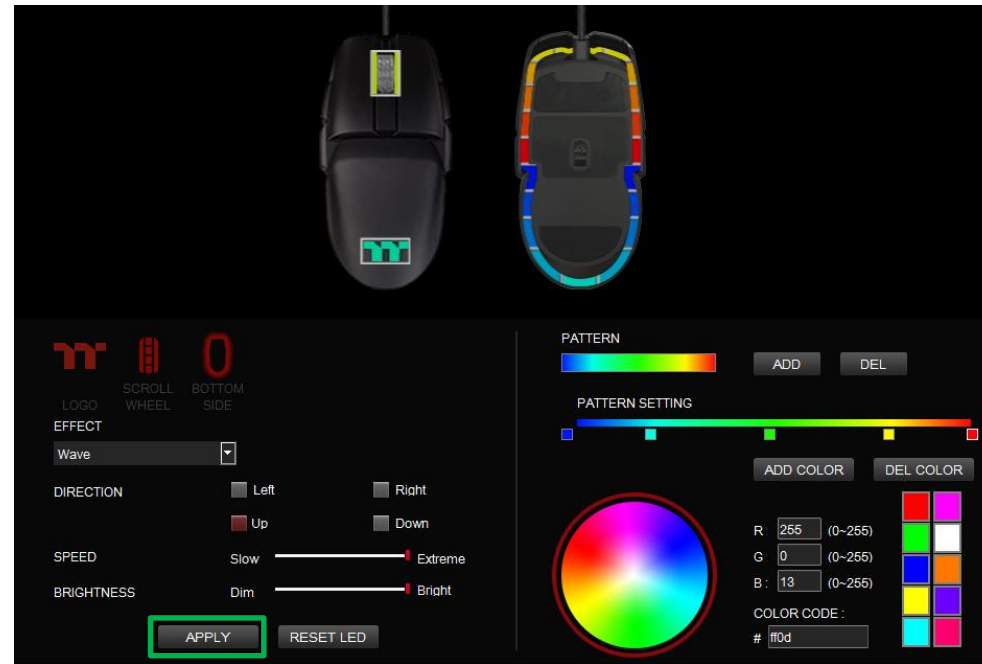 SCROLL BOTTOM
LOGO WHEEL SIDE
EFFECT
Wave
DIRECTION Left Right
Up Down
SPEED Slow Extreme
BRIGHTNESS Dim Bright
APPLY RESET LED
PATTERN
ADD DEL
PATTERN SETTING
ADD COLOR DEL COLOR
R 255 (0~255)
G 0 (0~255)
B: 13 (0~255)
COLOR CODE :
# ff0d